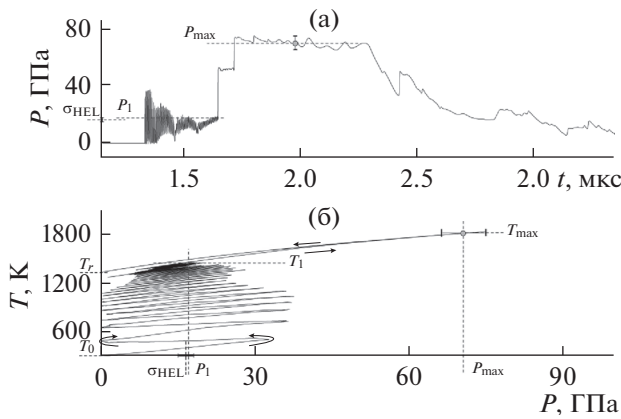 (а)
80
P_max
P, ГПа
40
σ_HEL
P_1
0
1.5
2.0
2.5
2.0
t, мкс
(б)
1800
T_max
T_r
T_1
T, К
1200
600
T_0
0
σ_HEL
P_1
30
60
P_max
90
P, ГПа